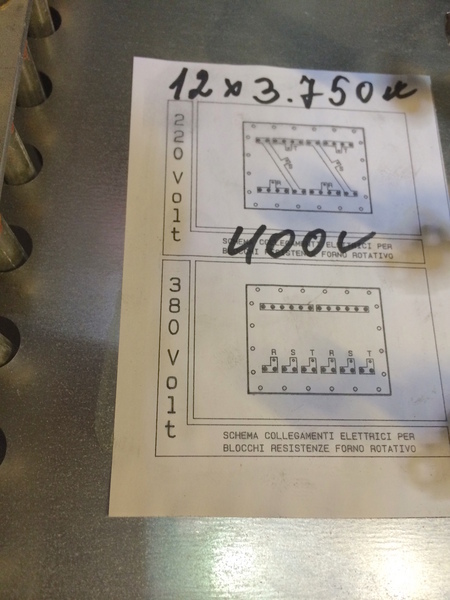 12 x 3.750w
220 Volt
SCHEMA COLLEGAMENTI ELETTRICI PER
BLOCCHI RESISTENZE FORNO ROTATIVO
400v
380 Volt
R S T R S T
SCHEMA COLLEGAMENTI ELETTRICI PER
BLOCCHI RESISTENZE FORNO ROTATIVO